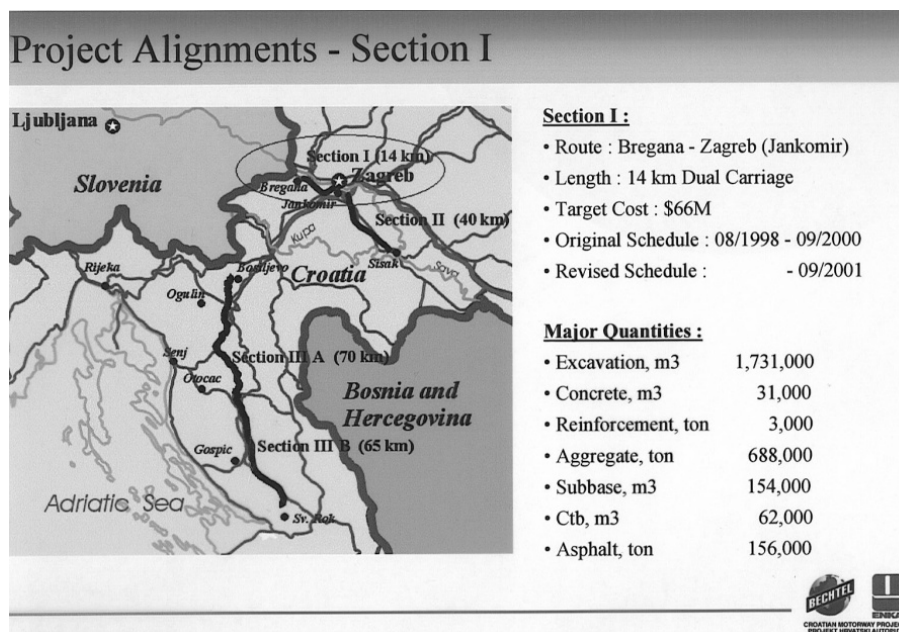 Project Alignments - Section I
Ljubljana
Slovenia
Section I (14 km)
Zagreb
Bregana
Jankomir
Section II (40 km)
Kupa
Sisak
Sava
Rijeka
Bosiljevo
Croatia
Ogulin
Senj
Section III A (70 km)
Otocac
Bosnia and
Hercegovina
Gospic
Section III B (65 km)
Adriatic Sea
Sv. Rok
Section I :
• Route : Bregana - Zagreb (Jankomir)
• Length : 14 km Dual Carriage
• Target Cost : $66M
• Original Schedule : 08/1998 - 09/2000
• Revised Schedule : - 09/2001
Major Quantities :
• Excavation, m3 1,731,000
• Concrete, m3 31,000
• Reinforcement, ton 3,000
• Aggregate, ton 688,000
• Subbase, m3 154,000
• Ctb, m3 62,000
• Asphalt, ton 156,000
BECHTEL
ENKA
CROATIAN MOTORWAY PROJE